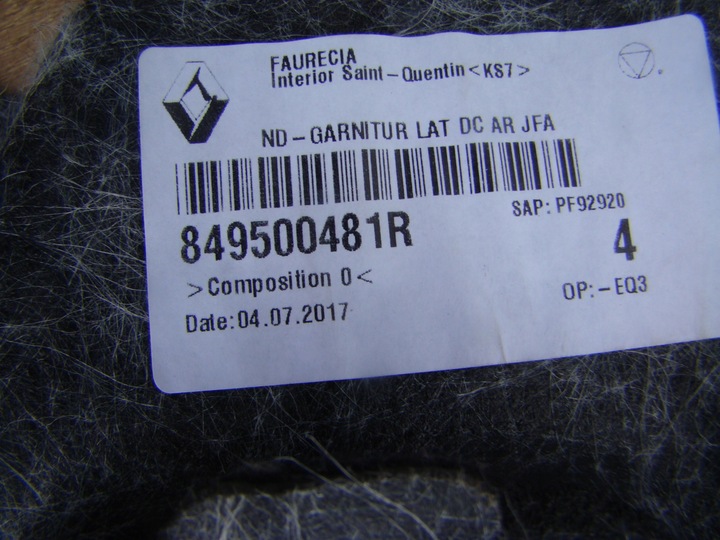 FAURECIA
Interior Saint-Quentin <KS7>
ND-GARNITUR LAT DC AR JFA
849500481R
SAP: PF92920
4
>Composition 0<
OP:-EQ3
Date:04.07.2017